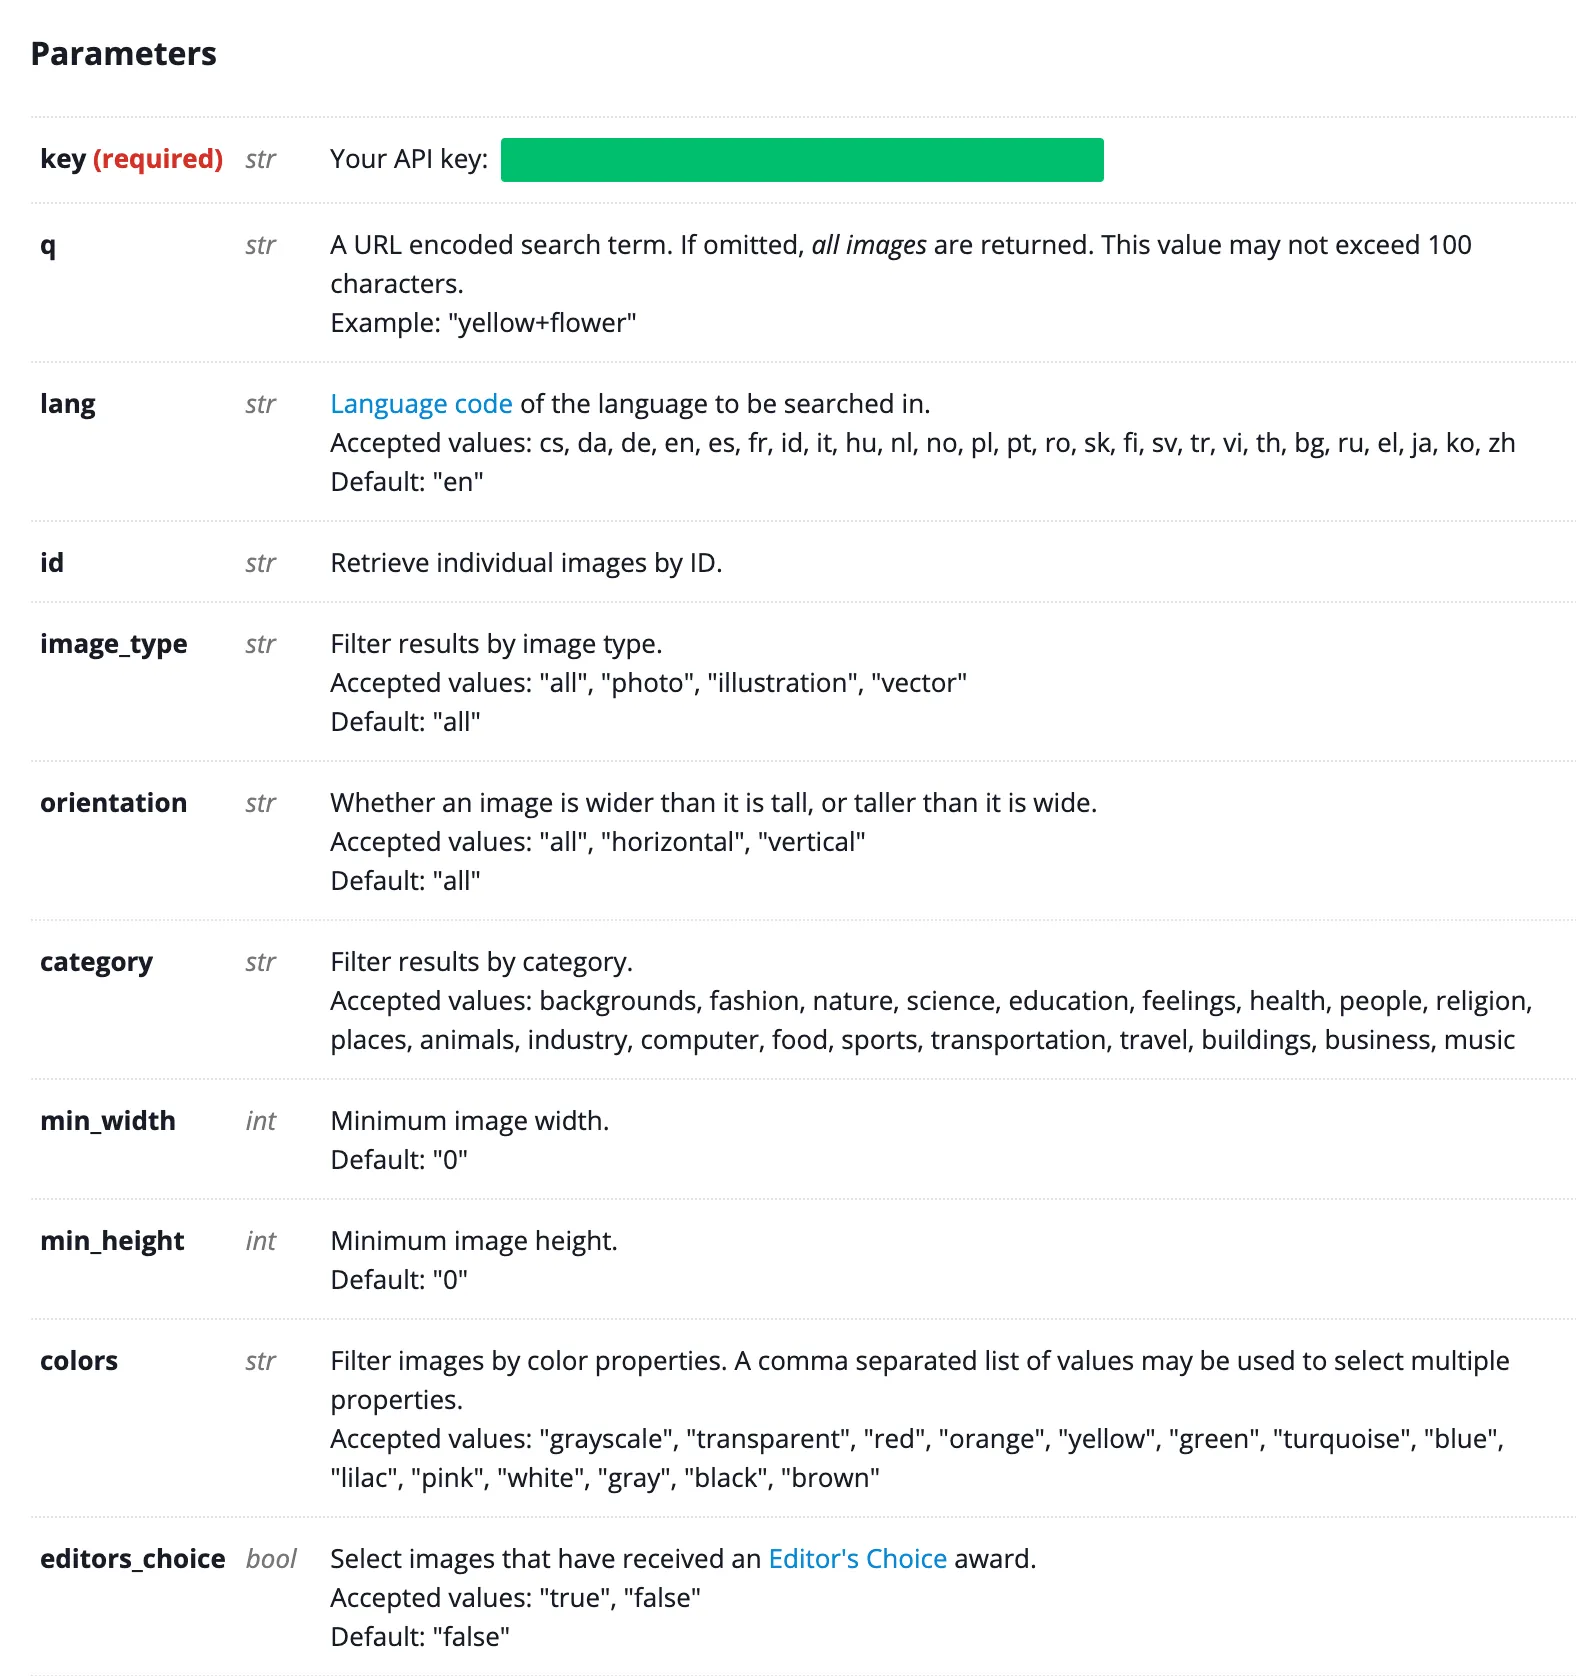 Parameters
key (required) str Your API key:
q str A URL encoded search term. If omitted, all images are returned. This value may not exceed 100
characters.
Example: "yellow+flower"
lang str Language code of the language to be searched in.
Accepted values: cs, da, de, en, es, fr, id, it, hu, nl, no, pl, pt, ro, sk, fi, sv, tr, vi, th, bg, ru, el, ja, ko, zh
Default: "en"
id str Retrieve individual images by ID.
image_type str Filter results by image type.
Accepted values: "all", "photo", "illustration", "vector"
Default: "all"
orientation str Whether an image is wider than it is tall, or taller than it is wide.
Accepted values: "all", "horizontal", "vertical"
Default: "all"
category str Filter results by category.
Accepted values: backgrounds, fashion, nature, science, education, feelings, health, people, religion,
places, animals, industry, computer, food, sports, transportation, travel, buildings, business, music
min_width int Minimum image width.
Default: "0"
min_height int Minimum image height.
Default: "0"
colors str Filter images by color properties. A comma separated list of values may be used to select multiple
properties.
Accepted values: "grayscale", "transparent", "red", "orange", "yellow", "green", "turquoise", "blue",
"lilac", "pink", "white", "gray", "black", "brown"
editors_choice bool Select images that have received an Editor's Choice award.
Accepted values: "true", "false"
Default: "false"